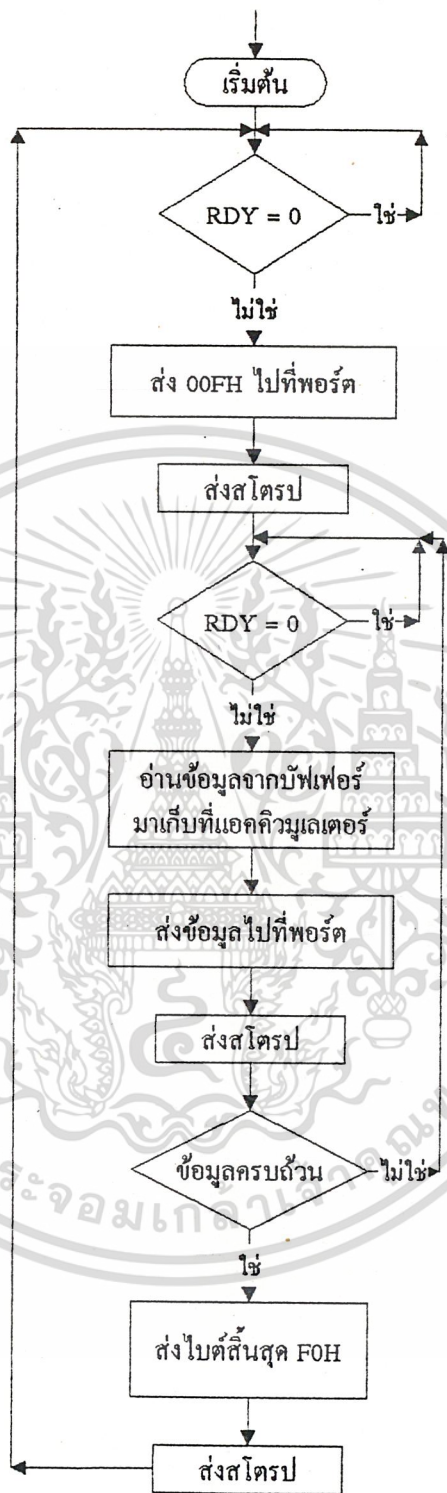 เริ่มต้น
RDY = 0
ใช่
ไม่ใช่
ส่ง 00FH ไปที่พอร์ต
ส่งสโตรป
RDY = 0
ใช่
ไม่ใช่
อ่านข้อมูลจากบัฟเฟอร์
มาเก็บที่แอคคิวมูเลเตอร์
ส่งข้อมูลไปที่พอร์ต
ส่งสโตรป
ข้อมูลครบถ้วน
ไม่ใช่
ใช่
ส่งไบต์สิ้นสุด F0H
ส่งสโตรป